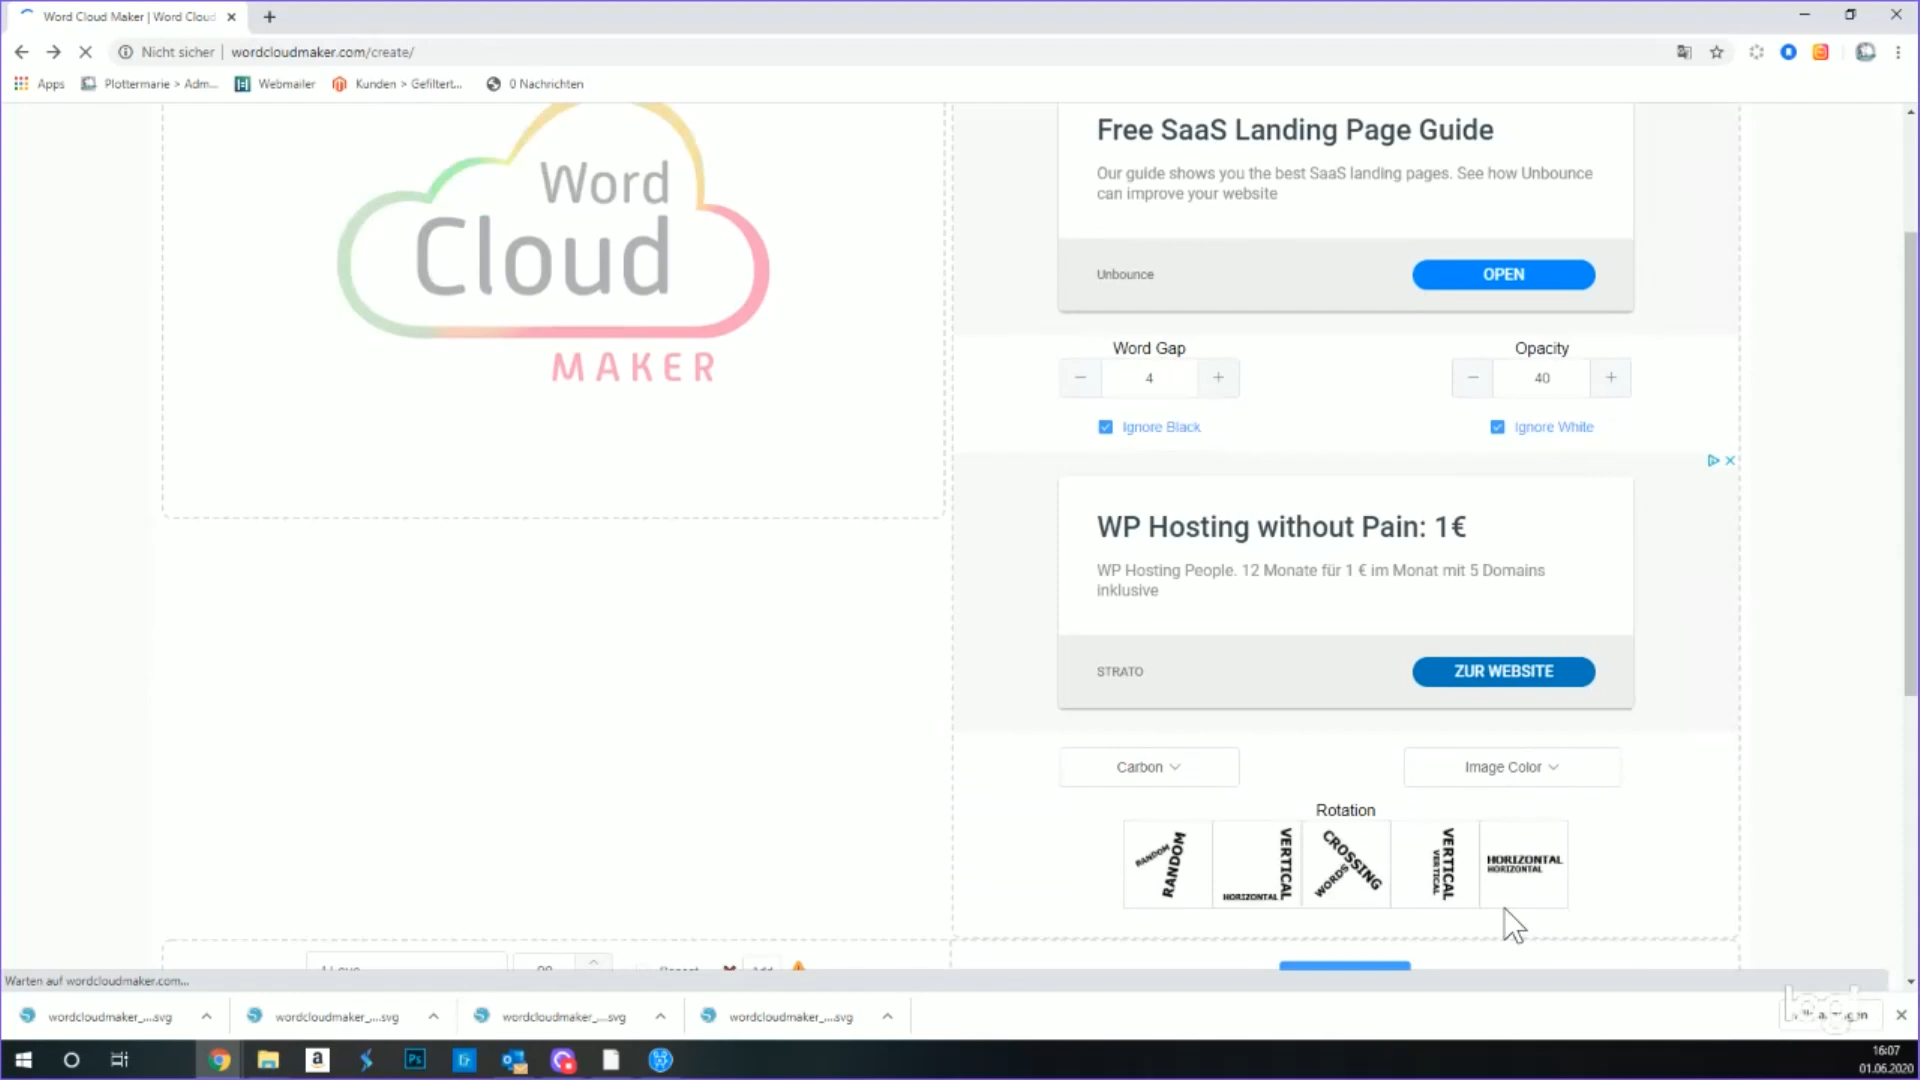 Word Cloud Maker | Word Cloud
Nicht sicher | wordcloudmaker.com/create/
Apps
Plottermarie > Adm...
Webmailer
Kunden > Gefiltert...
0 Nachrichten
Word
Cloud
MAKER
Free SaaS Landing Page Guide
Our guide shows you the best SaaS landing pages. See how Unbounce
can improve your website
Unbounce
OPEN
Word Gap
Opacity
4
40
Ignore Black
Ignore White
WP Hosting without Pain: 1€
WP Hosting People. 12 Monate für 1 € im Monat mit 5 Domains
inklusive
STRATO
ZUR WEBSITE
Carbon
Image Color
Rotation
RANDOM
RANDOM
VERTICAL
HORIZONTAL
CROSSING
WORDS
VERTICAL
VERTICAL
HORIZONTAL
HORIZONTAL
Warten auf wordcloudmaker.com...
wordcloudmaker_....svg
wordcloudmaker_....svg
wordcloudmaker_....svg
wordcloudmaker_....svg
16:07
01.06.2020